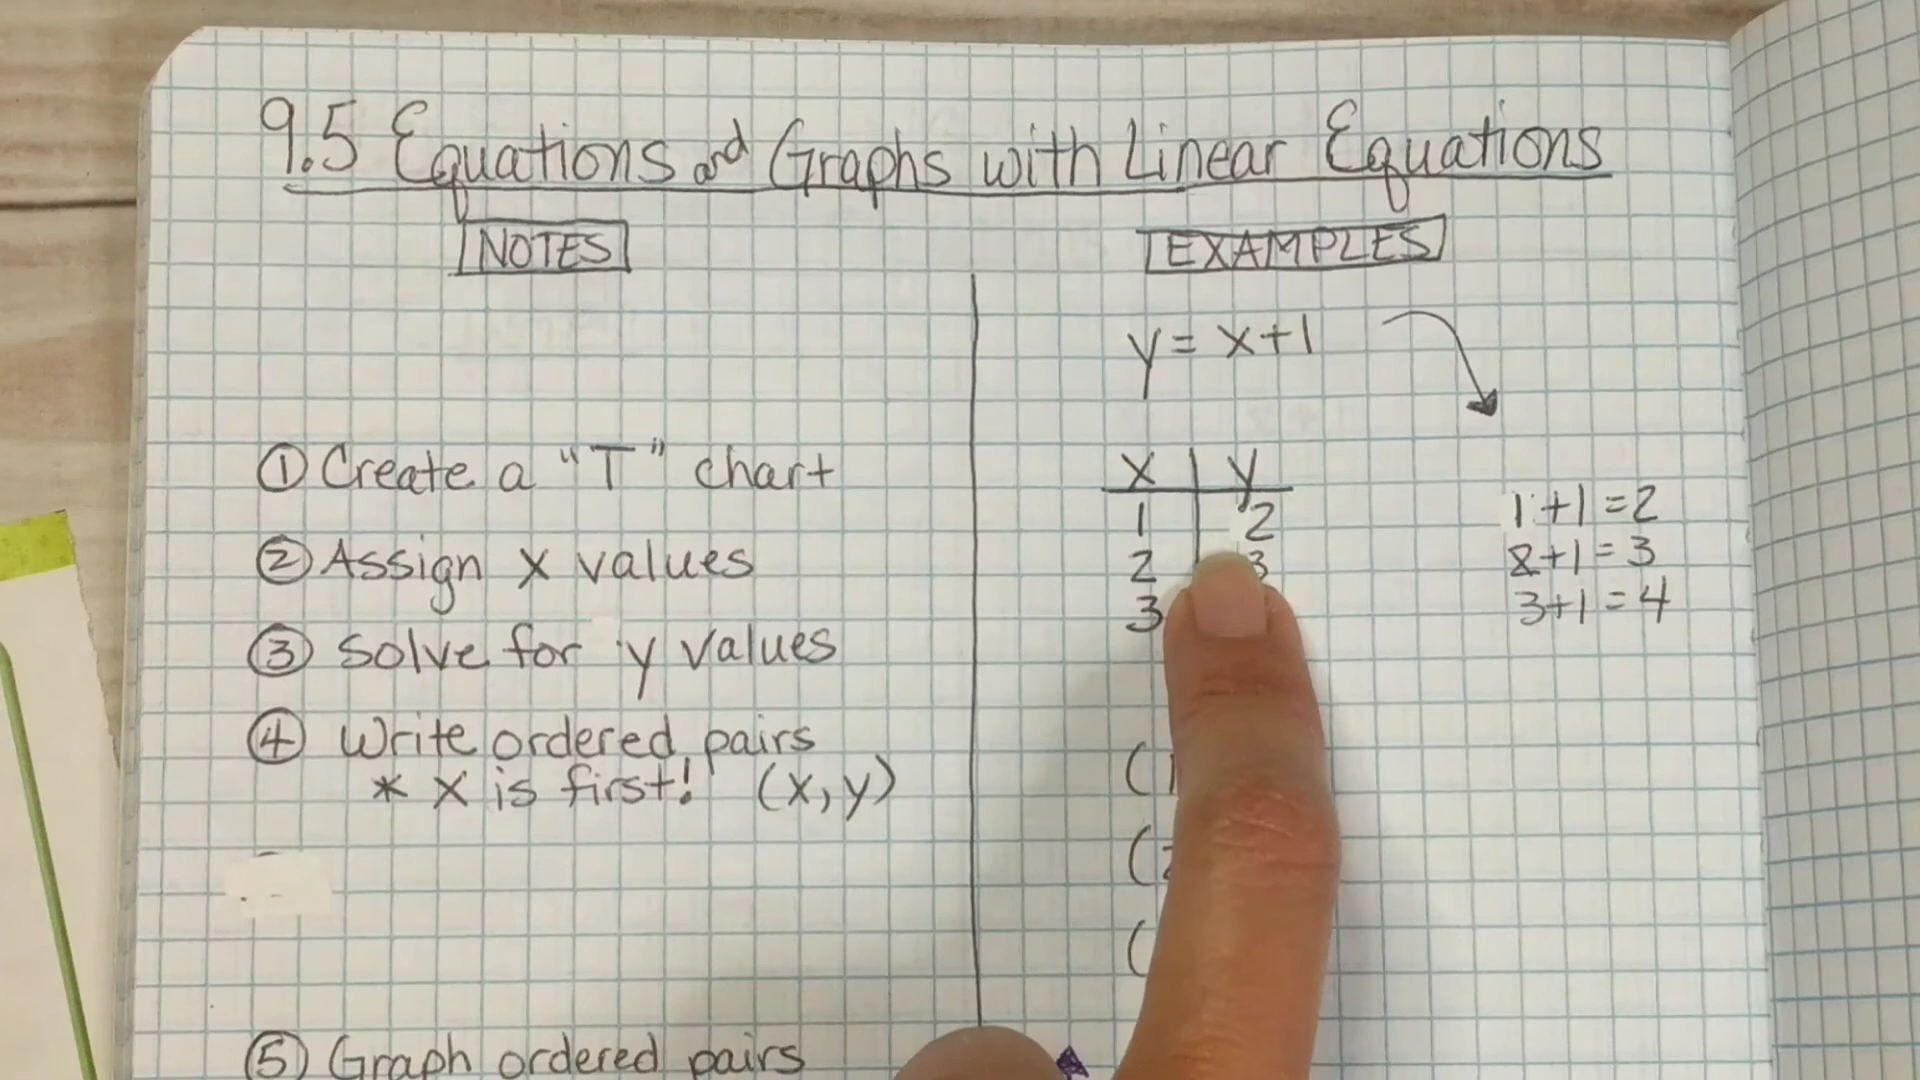 9.5 Equations and Graphs with Linear Equations
NOTES
① Create a "T" chart
② Assign x values
③ Solve for y values
④ Write ordered pairs
* X is first! (x,y)
⑤ Graph ordered pairs
EXAMPLES
y = x+1
x | y
1 | 2
2 | 3
3
1+1=2
2+1=3
3+1=4
(1
(2
(